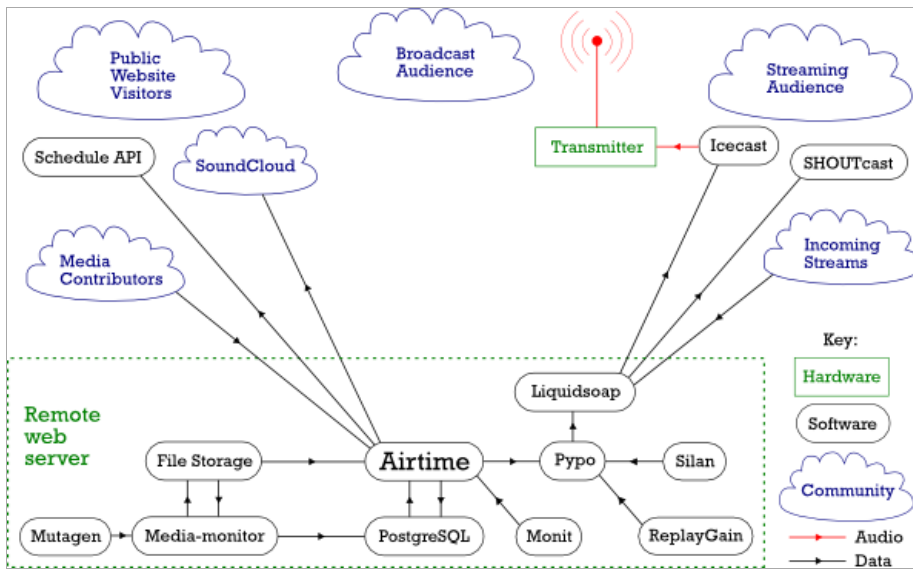 Public
Website
Visitors
Broadcast
Audience
Streaming
Audience
Schedule API
SoundCloud
Transmitter
Icecast
SHOUTcast
Media
Contributors
Incoming
Streams
Key:
Hardware
Software
Community
Audio
Data
Remote
web
server
Liquidsoap
File Storage
Airtime
Pypo
Silan
Mutagen
Media-monitor
PostgreSQL
Monit
ReplayGain